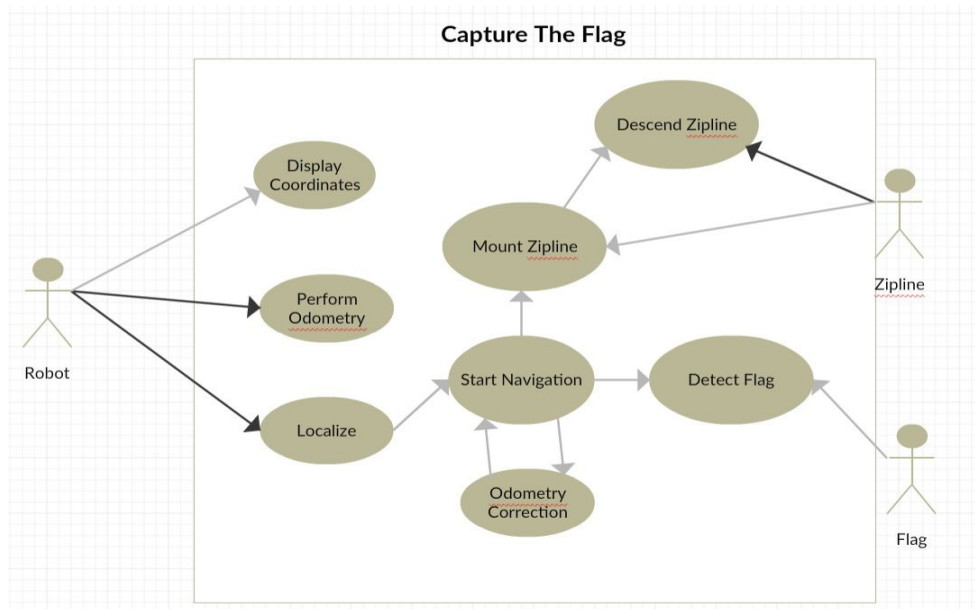 Capture The Flag
Descend Zipline
Display
Coordinates
Mount Zipline
Zipline
Perform
Odometry
Robot
Start Navigation
Detect Flag
Localize
Odometry
Correction
Flag